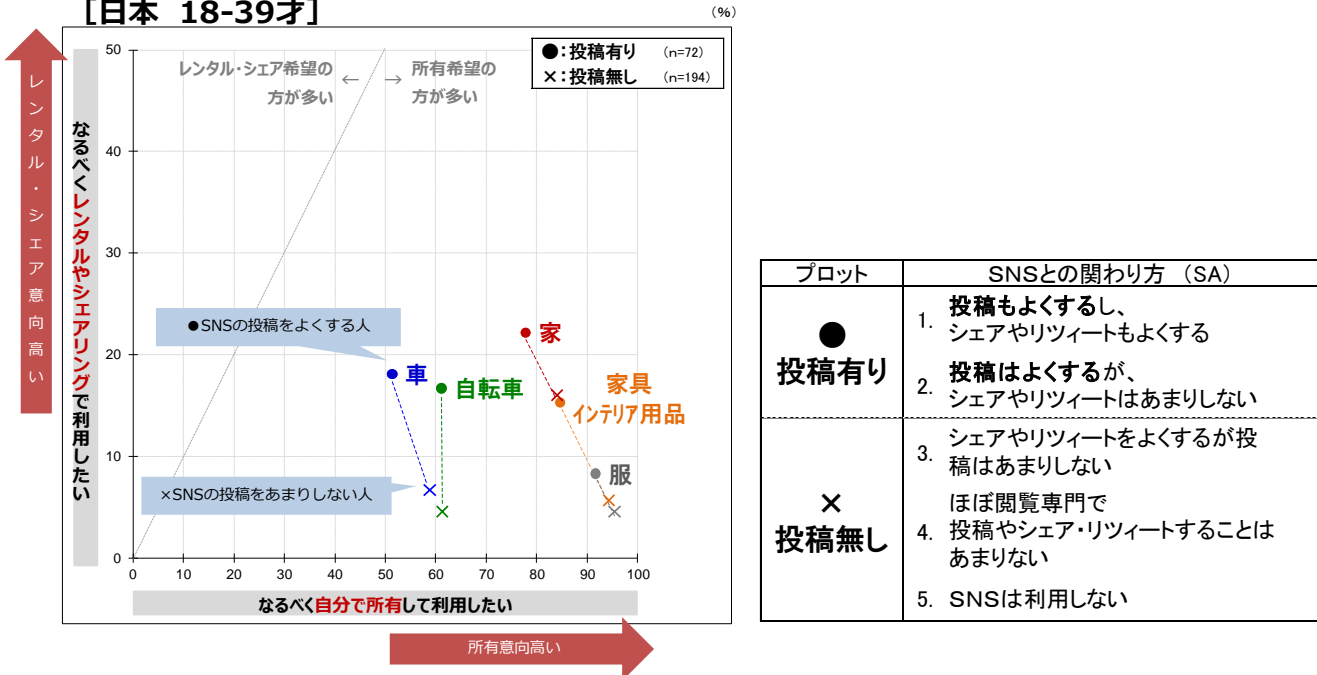 [日本 18-39才]
(%)
●:投稿有り (n=72)
×:投稿無し (n=194)
レンタル・シェア希望の
方が多い
← →
所有希望の
方が多い
レンタル・シェア意向高い
なるべくレンタルやシェアリングで利用したい
50
40
30
20
10
0
●SNSの投稿をよくする人
×SNSの投稿をあまりしない人
家
車
自転車
家具
インテリア用品
服
0 10 20 30 40 50 60 70 80 90 100
なるべく自分で所有して利用したい
所有意向高い
プロット SNSとの関わり方 (SA)
●
投稿有り
1. 投稿もよくするし、
シェアやリツィートもよくする
2. 投稿はよくするが、
シェアやリツィートはあまりしない
×
投稿無し
3. シェアやリツィートをよくするが投
稿はあまりしない
4. ほぼ閲覧専門で
投稿やシェア・リツィートすることは
あまりない
5. SNSは利用しない